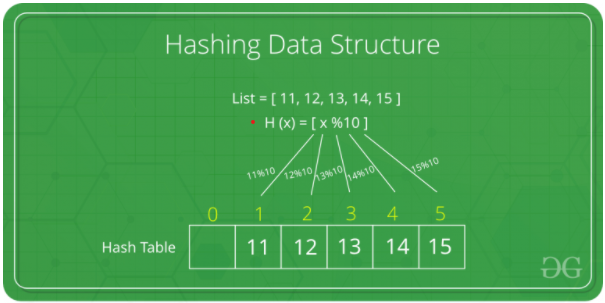 Hashing Data Structure
List = [ 11, 12, 13, 14, 15 ]
• H (x) = [ x %10 ]
11%10 12%10 13%10 14%10 15%10
0 1 2 3 4 5
Hash Table 11 12 13 14 15
GG